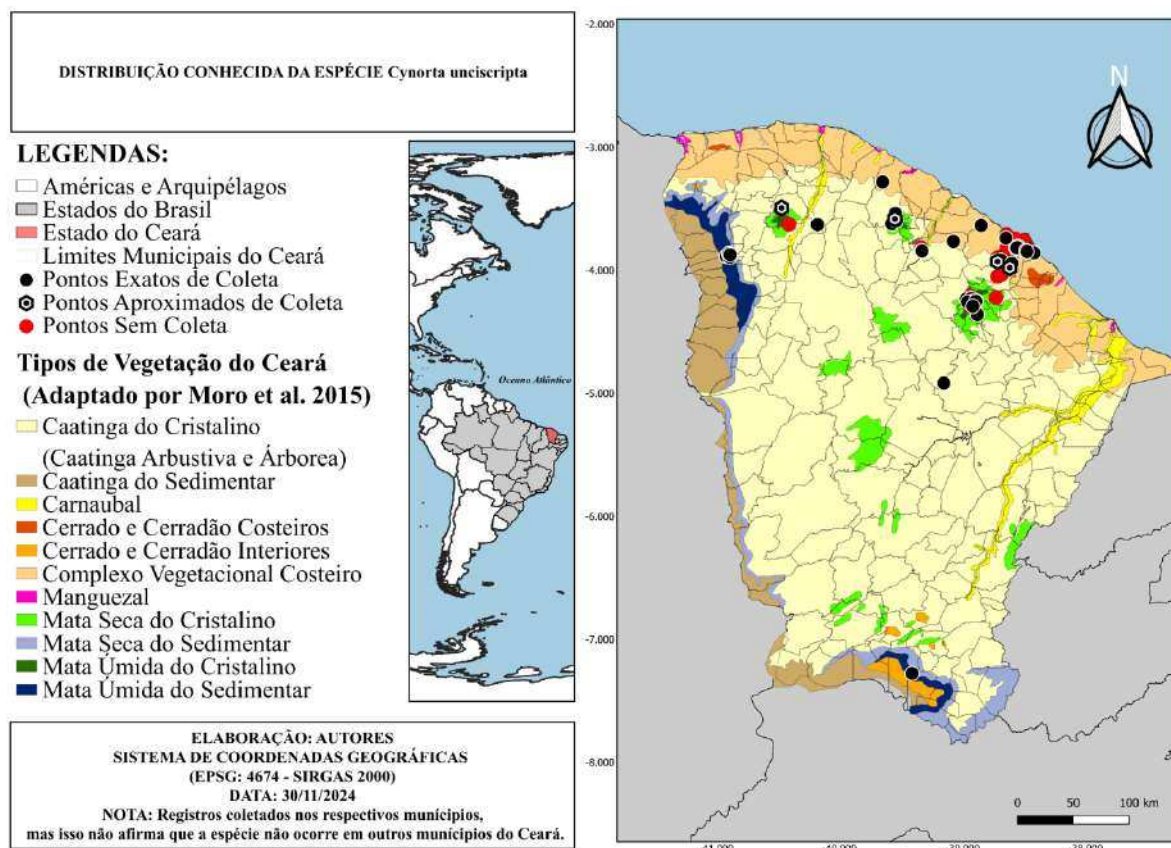 DISTRIBUIÇÃO CONHECIDA DA ESPÉCIE Cynorta unciscripta
LEGENDAS:
Américas e Arquipélagos
Estados do Brasil
Estado do Ceará
Limites Municipais do Ceará
Pontos Exatos de Coleta
Pontos Aproximados de Coleta
Pontos Sem Coleta
Tipos de Vegetação do Ceará
(Adaptado por Moro et al. 2015)
Caatinga do Cristalino
(Caatinga Arbustiva e Árborea)
Caatinga do Sedimentar
Carnaubal
Cerrado e Cerradão Costeiros
Cerrado e Cerradão Interiores
Complexo Vegetacional Costeiro
Manguezal
Mata Seca do Cristalino
Mata Seca do Sedimentar
Mata Úmida do Cristalino
Mata Úmida do Sedimentar
ELABORAÇÃO: AUTORES
SISTEMA DE COORDENADAS GEOGRÁFICAS
(EPSG: 4674 - SIRGAS 2000)
DATA: 30/11/2024
NOTA: Registros coletados nos respectivos municípios,
mas isso não afirma que a espécie não ocorre em outros municípios do Ceará.
Oceano Atlântico
-2.000
-3.000
-4.000
-5.000
-6.000
-7.000
-8.000
N
0 50 100 km